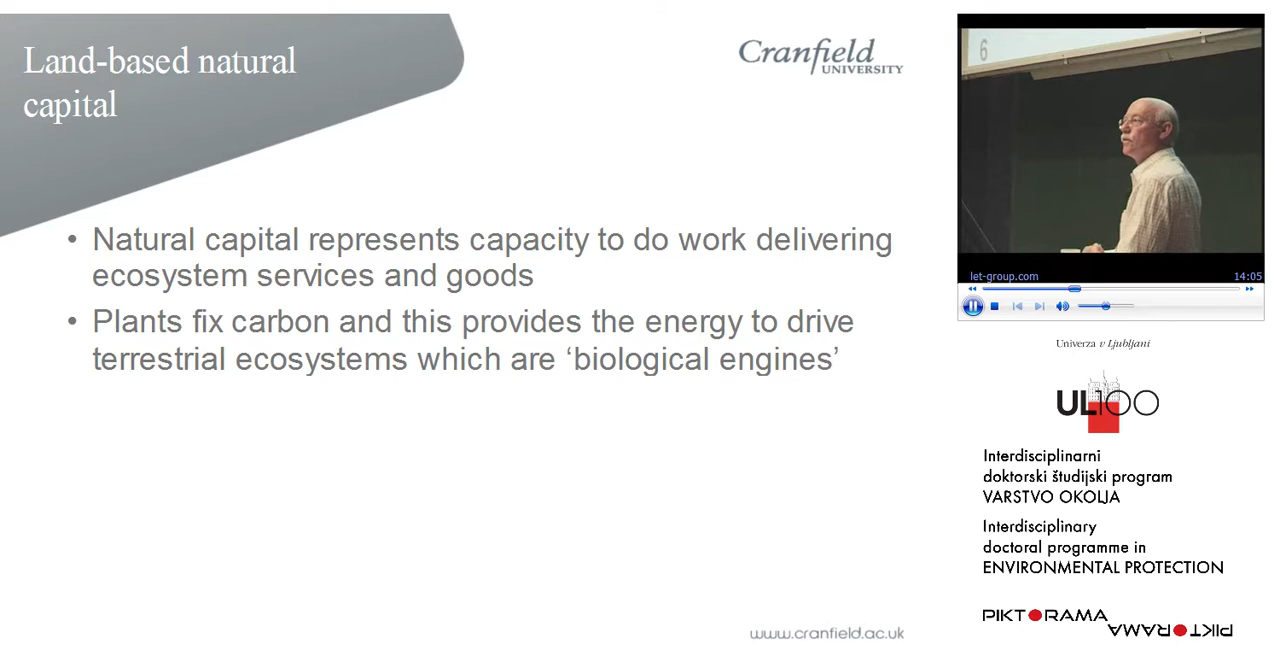 Land-based natural
capital
Cranfield
UNIVERSITY
• Natural capital represents capacity to do work delivering
ecosystem services and goods
• Plants fix carbon and this provides the energy to drive
terrestrial ecosystems which are ‘biological engines’
www.cranfield.ac.uk
6
let-group.com 14:05
Univerza v Ljubljani
UL100
Interdisciplinarni
doktorski študijski program
VARSTVO OKOLJA
Interdisciplinary
doctoral programme in
ENVIRONMENTAL PROTECTION
PIKTORAMA
PIKTORAMA